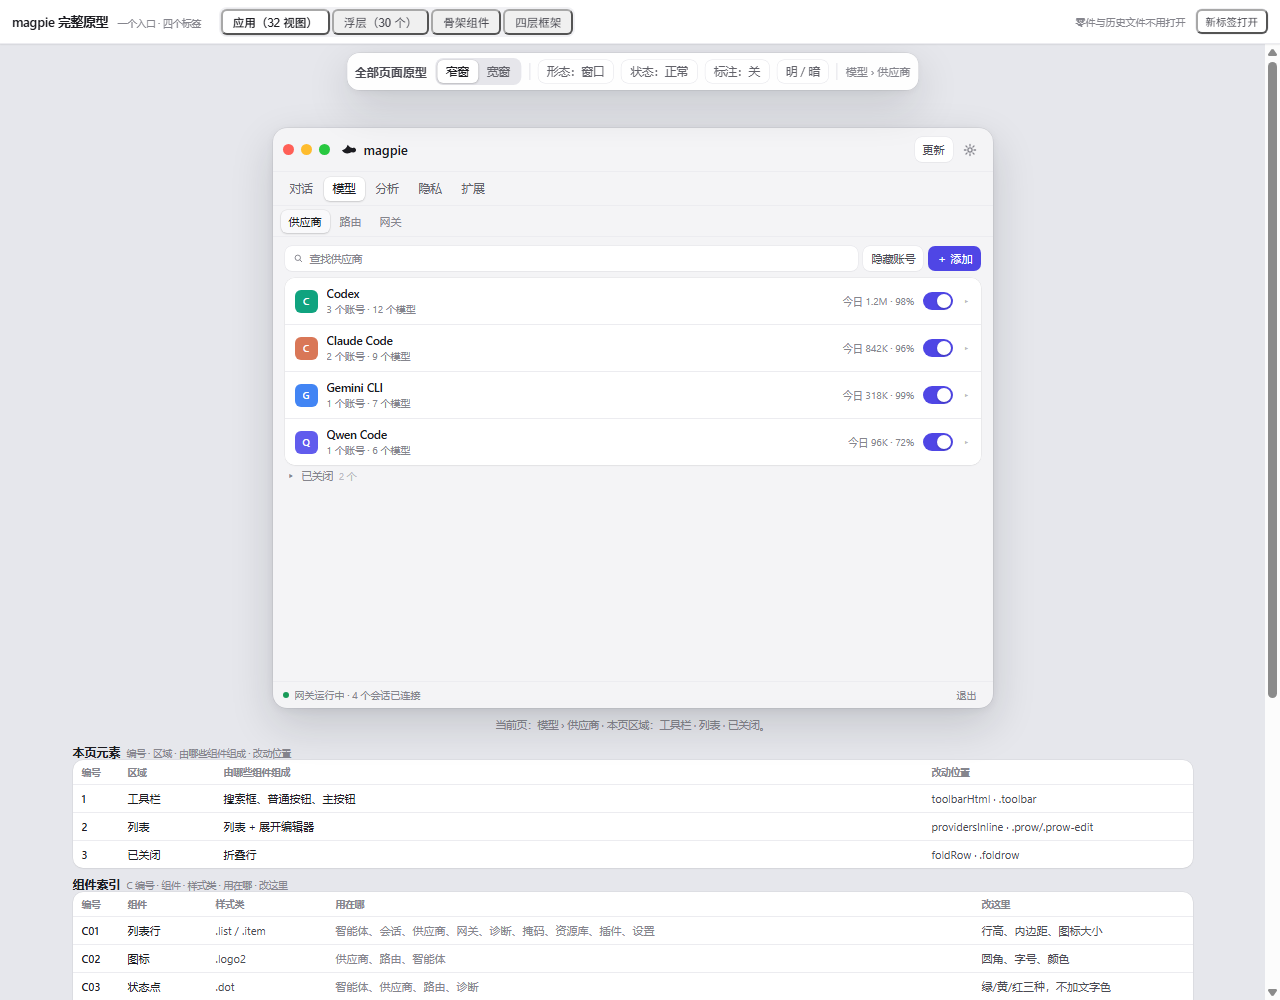 magpie 完整原型 一个入口 · 四个标签 应用（32 视图） 浮层（30 个） 骨架组件 四层框架 零件与历史文件不用打开 新标签打开
全部页面原型 窄窗 宽窗 形态：窗口 状态：正常 标注：关 明 / 暗 模型 › 供应商
magpie 更新
对话 模型 分析 隐私 扩展
供应商 路由 网关
查找供应商 隐藏账号 + 添加
C Codex 今日 1.2M · 98%
3 个账号 · 12 个模型
C Claude Code 今日 842K · 96%
2 个账号 · 9 个模型
G Gemini CLI 今日 318K · 99%
1 个账号 · 7 个模型
Q Qwen Code 今日 96K · 72%
1 个账号 · 6 个模型
已关闭 2 个
网关运行中 · 4 个会话已连接 退出
当前页：模型 › 供应商 · 本页区域：工具栏 · 列表 · 已关闭。
本页元素 编号 · 区域 · 由哪些组件组成 · 改动位置
编号 区域 由哪些组件组成 改动位置
1 工具栏 搜索框、普通按钮、主按钮 toolbarHtml · .toolbar
2 列表 列表 + 展开编辑器 providersInline · .prow/.prow-edit
3 已关闭 折叠行 foldRow · .foldrow
组件索引 C 编号 · 组件 · 样式类 · 用在哪 · 改这里
编号 组件 样式类 用在哪 改这里
C01 列表行 .list / .item 智能体、会话、供应商、网关、诊断、掩码、资源库、插件、设置 行高、内边距、图标大小
C02 图标 .logo2 供应商、路由、智能体 圆角、字号、颜色
C03 状态点 .dot 智能体、供应商、路由、诊断 绿/黄/红三种，不加文字色